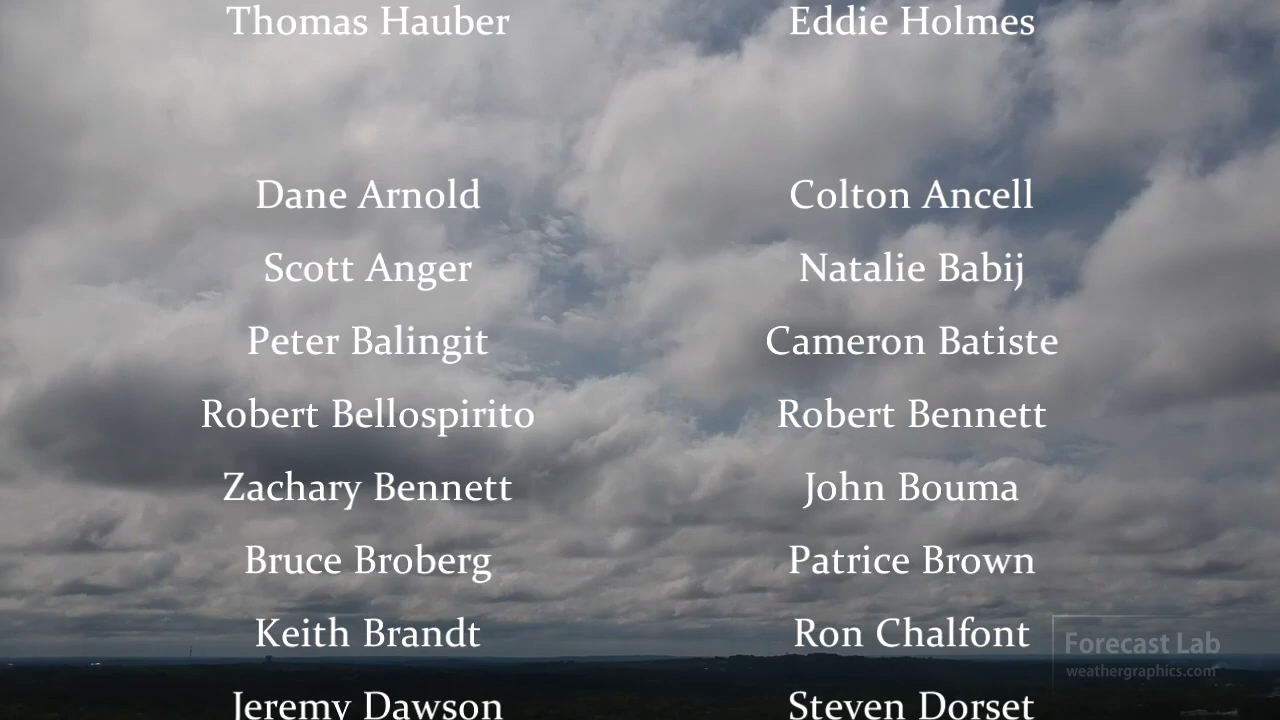 Thomas Hauber Eddie Holmes
Dane Arnold Colton Ancell
Scott Anger Natalie Babij
Peter Balingit Cameron Batiste
Robert Bellospirito Robert Bennett
Zachary Bennett John Bouma
Bruce Broberg Patrice Brown
Keith Brandt Ron Chalfont
Forecast Lab
weathergraphics.com
Jeremy Dawson Steven Dorset